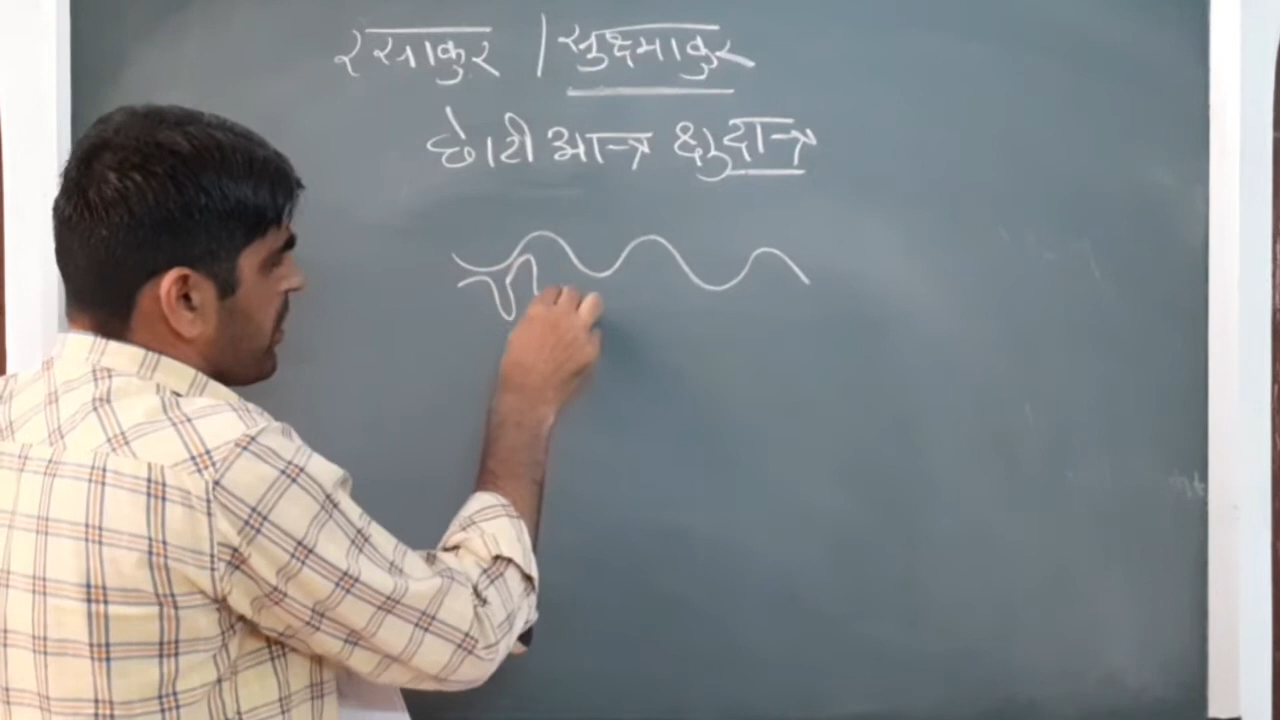 रसाकुर / सुक्ष्माकुर
छोटी आन्त्र क्षुदान्त्र